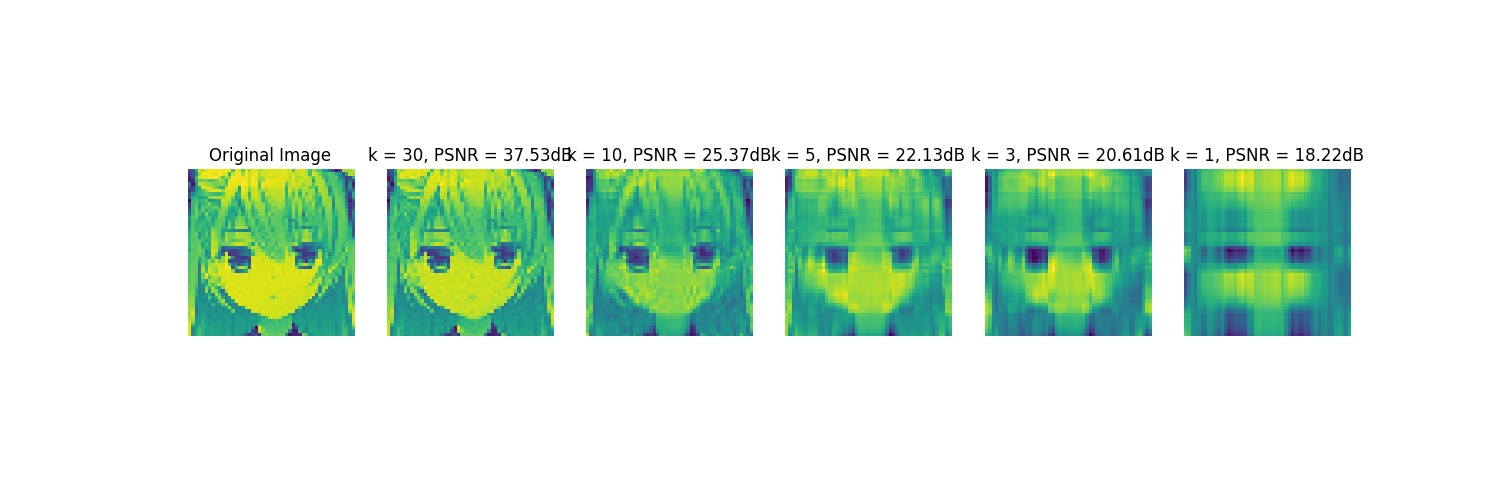 Original Image
k = 30, PSNR = 37.53dB
k = 10, PSNR = 25.37dB
k = 5, PSNR = 22.13dB
k = 3, PSNR = 20.61dB
k = 1, PSNR = 18.22dB